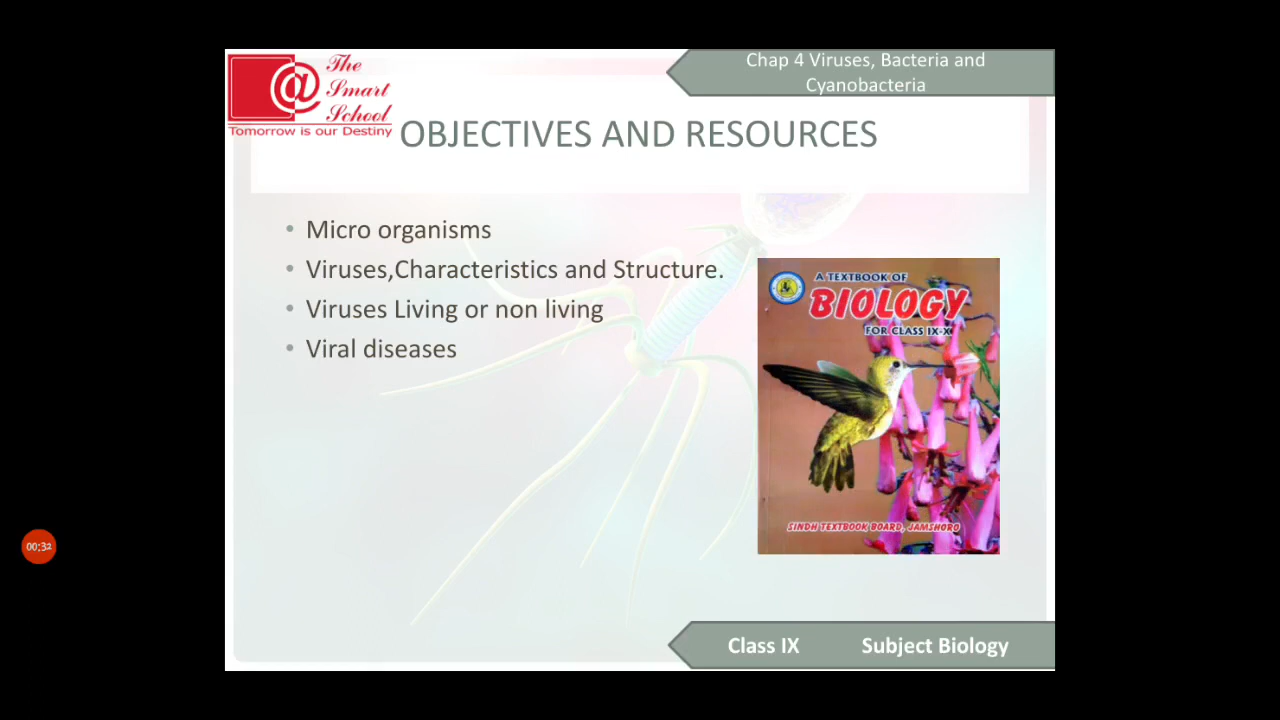 The
Smart
School
Tomorrow is our Destiny
Chap 4 Viruses, Bacteria and
Cyanobacteria
OBJECTIVES AND RESOURCES
• Micro organisms
• Viruses,Characteristics and Structure.
• Viruses Living or non living
• Viral diseases
A TEXTBOOK OF
BIOLOGY
FOR CLASS IX-X
SINDH TEXTBOOK BOARD, JAMSHORO
00:32
Class IX Subject Biology